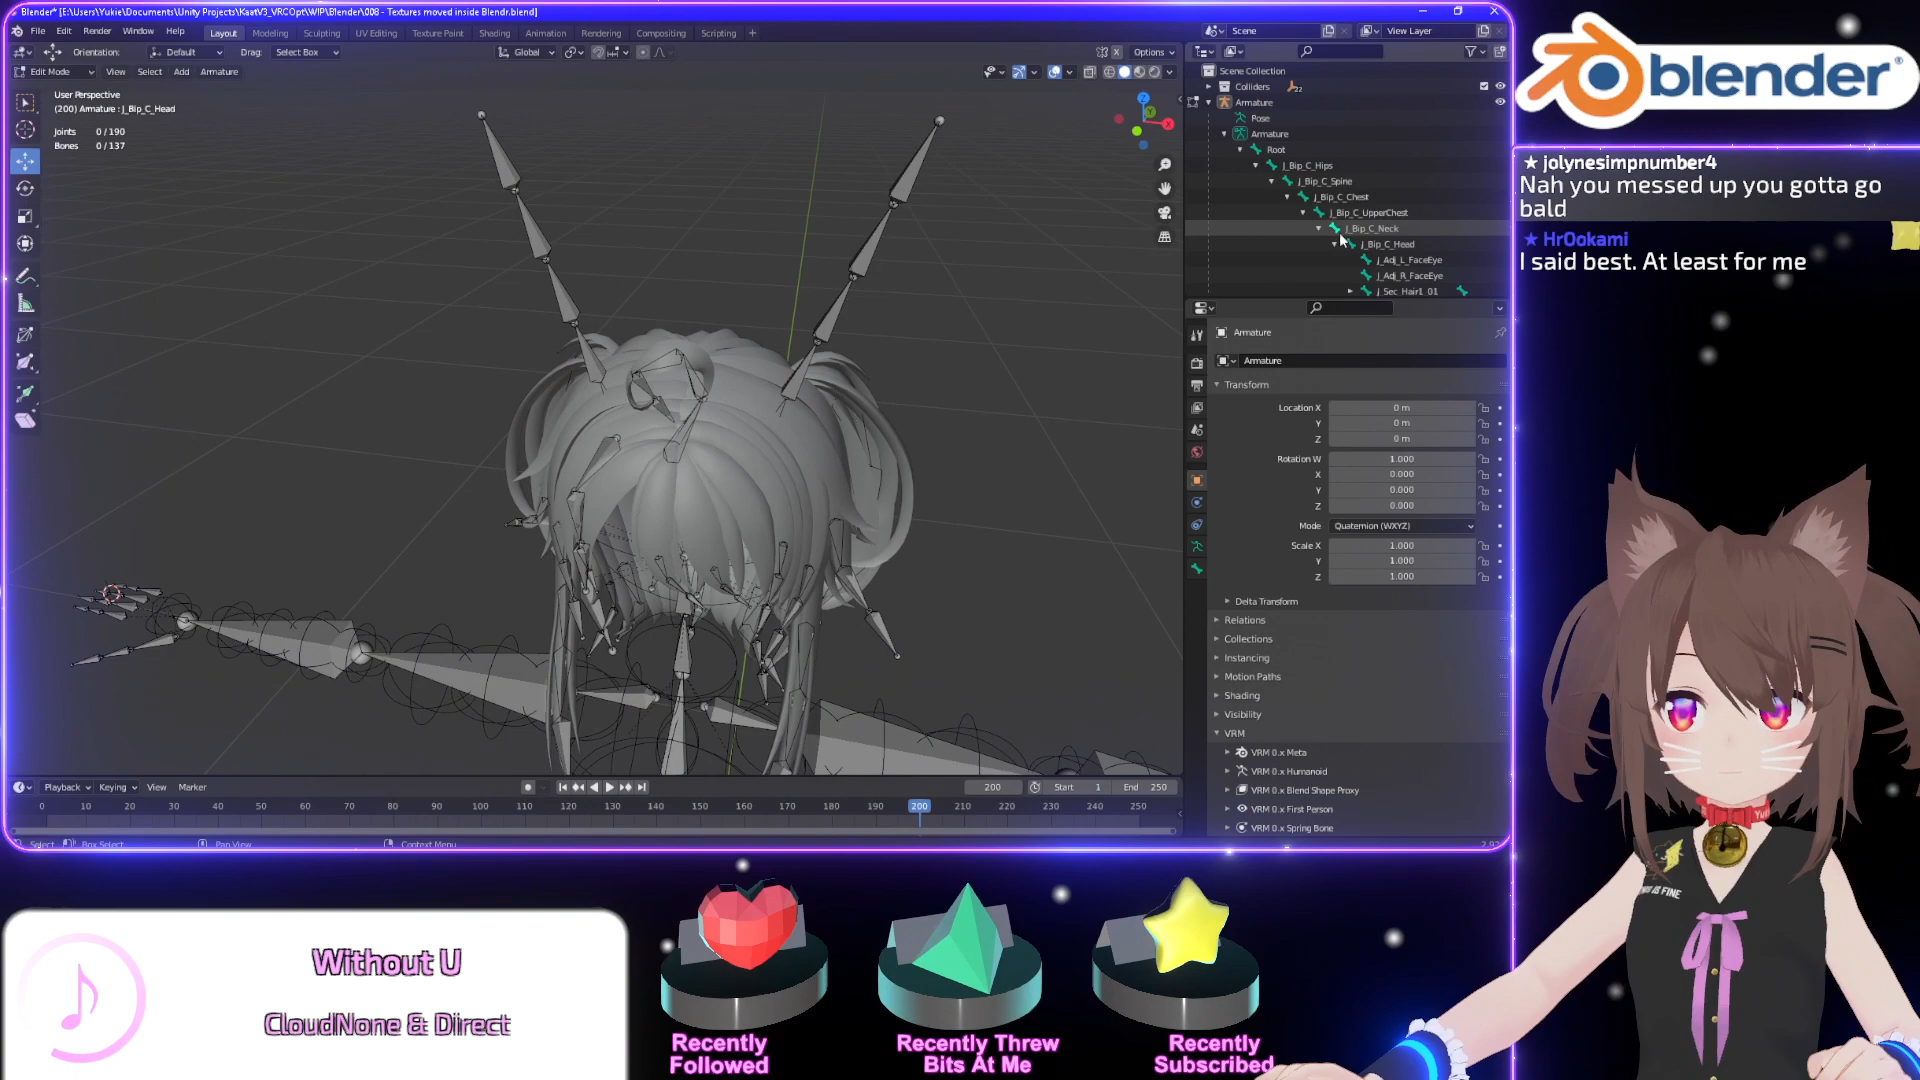 Blender* [E:\Users\Yukie\Documents\Unity Projects\KaatV3_VRCOpt\WIP\Blender\008 - Textures moved inside Blendr.blend]
File Edit Render Window Help Layout Modeling Sculpting UV Editing Texture Paint Shading Animation Rendering Compositing Scripting +
Scene View Layer
Orientation: Default Drag: Select Box Global Options
Edit Mode View Select Add Armature
User Perspective
(200) Armature : J_Bip_C_Head
Joints 0/190
Bones 0/137
Z
Y
X
Scene Collection
Colliders 22
Armature
Pose
Armature
Root
J_Bip_C_Hips
J_Bip_C_Spine
J_Bip_C_Chest
J_Bip_C_UpperChest
J_Bip_C_Neck
J_Bip_C_Head
J_Adj_L_FaceEye
J_Adj_R_FaceEye
J_Sec_Hair1_01
Armature
Armature
Transform
Location X 0 m
Y 0 m
Z 0 m
Rotation W 1.000
X 0.000
Y 0.000
Z 0.000
Mode Quaternion (WXYZ)
Scale X 1.000
Y 1.000
Z 1.000
Delta Transform
Relations
Collections
Instancing
Motion Paths
Shading
Visibility
VRM
VRM 0.x Meta
VRM 0.x Humanoid
VRM 0.x Blend Shape Proxy
VRM 0.x First Person
VRM 0.x Spring Bone
Playback Keying View Marker 200 Start 1 End 250
0 10 20 30 40 50 60 70 80 90 100 110 120 130 140 150 160 170 180 190 200 210 220 230 240 250
Select Box Select Pan View Context Menu
blender
jolynesimpnumber4
Nah you messed up you gotta go
bald
HrOokami
I said best. At least for me
Without U
CloudNone & Direct
Recently
Followed
Recently Threw
Bits At Me
Recently
Subscribed
IS FINE